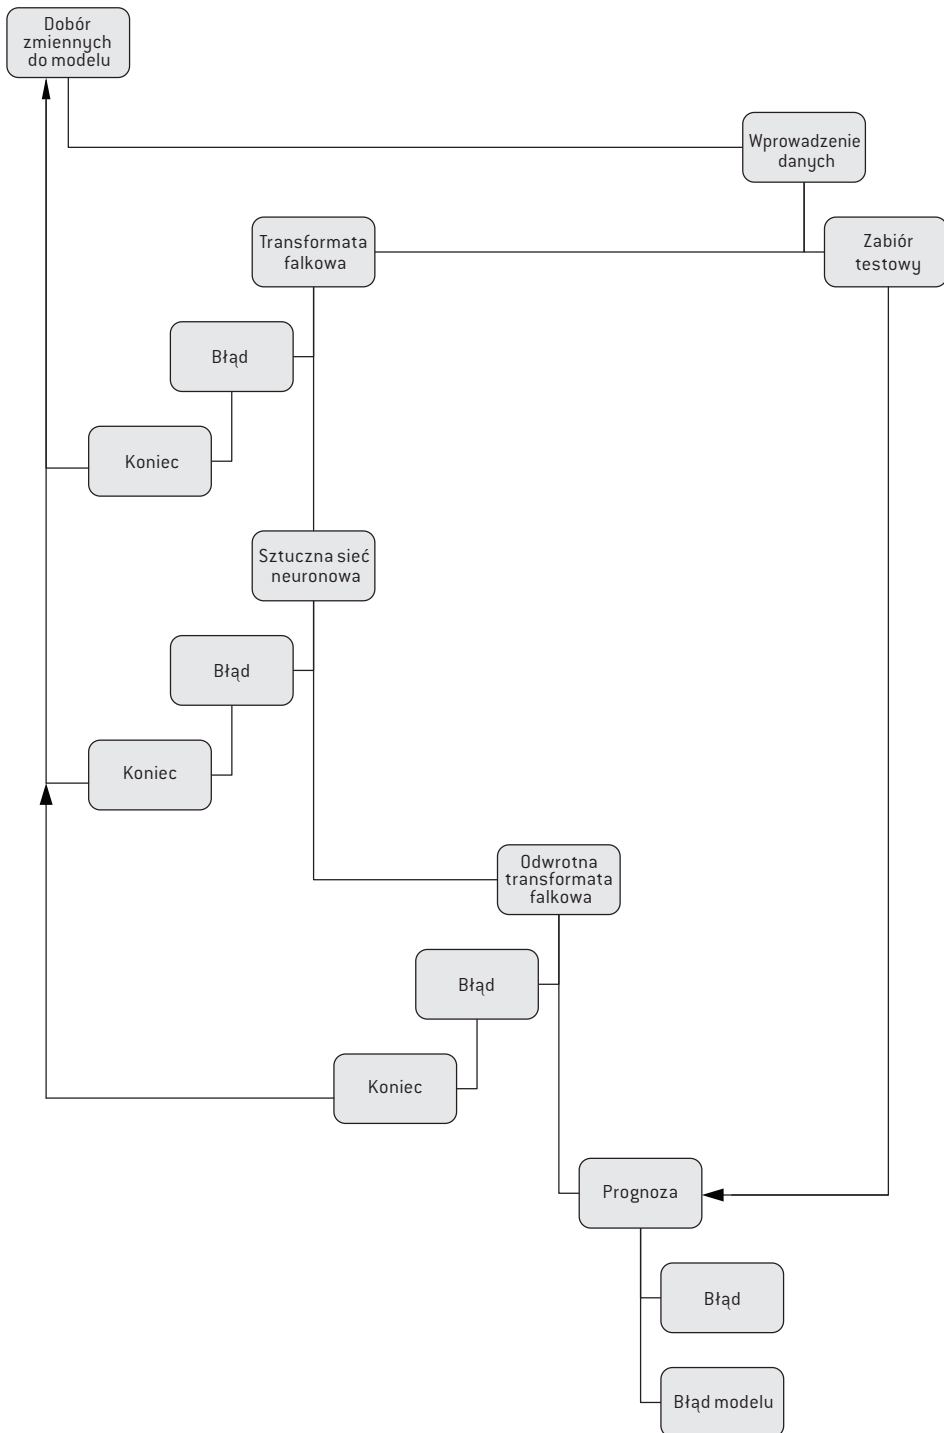 Dobór
zmiennych
do modelu
Wprowadzenie
danych
Transformata
falkowa
Zabiór
testowy
Błąd
Koniec
Sztuczna sieć
neuronowa
Błąd
Koniec
Odwrotna
transformata
falkowa
Błąd
Koniec
Prognoza
Błąd
Błąd modelu